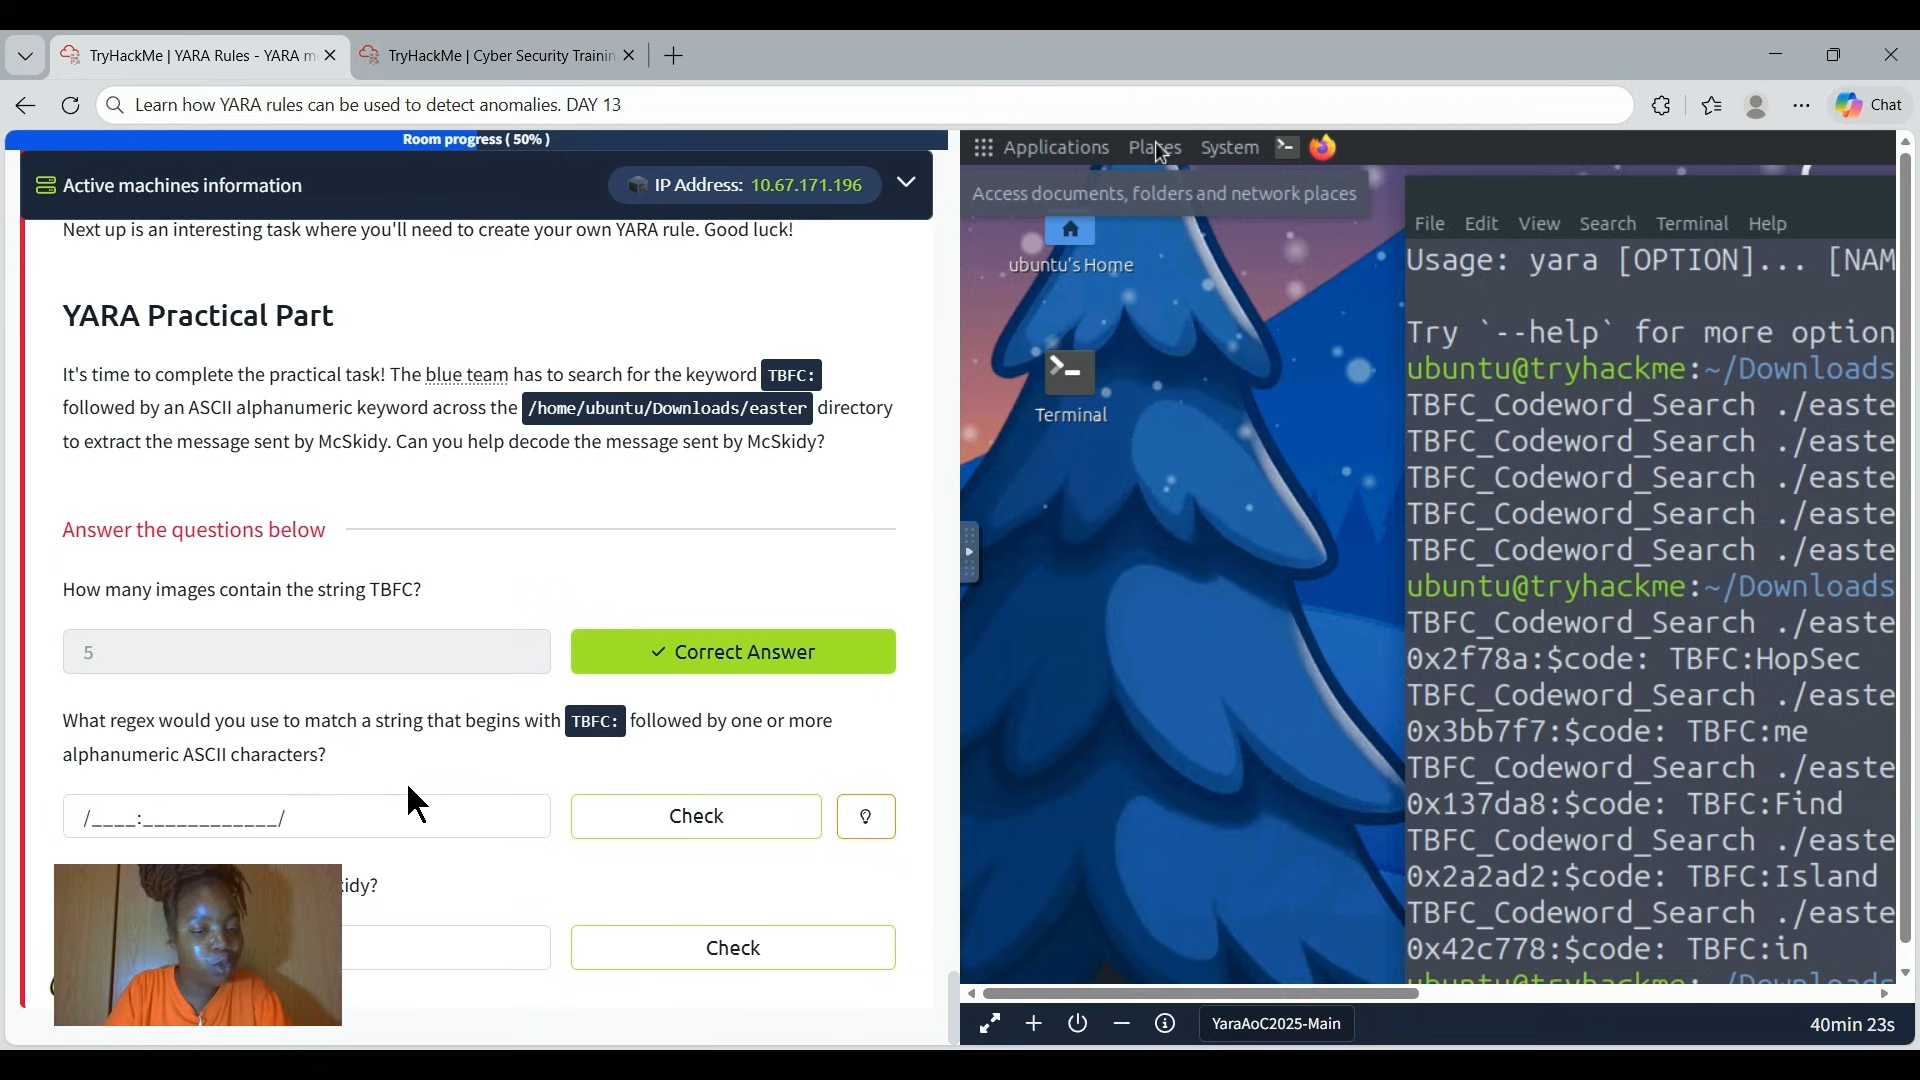 TryHackMe | YARA Rules - YARA m
TryHackMe | Cyber Security Trainin
Learn how YARA rules can be used to detect anomalies. DAY 13
Chat
Room progress ( 50% )
Active machines information
IP Address: 10.67.171.196
Next up is an interesting task where you'll need to create your own YARA rule. Good luck!
YARA Practical Part
It's time to complete the practical task! The blue team has to search for the keyword TBFC:
followed by an ASCII alphanumeric keyword across the /home/ubuntu/Downloads/easter directory
to extract the message sent by McSkidy. Can you help decode the message sent by McSkidy?
Answer the questions below
How many images contain the string TBFC?
5
✓ Correct Answer
What regex would you use to match a string that begins with TBFC: followed by one or more
alphanumeric ASCII characters?
/____:____________/
Check
kidy?
Check
Applications Places System
Access documents, folders and network places
ubuntu's Home
Terminal
File Edit View Search Terminal Help
Usage: yara [OPTION]... [NAM
Try `--help` for more option
ubuntu@tryhackme:~/Downloads
TBFC_Codeword_Search ./easte
TBFC_Codeword_Search ./easte
TBFC_Codeword_Search ./easte
TBFC_Codeword_Search ./easte
TBFC_Codeword_Search ./easte
ubuntu@tryhackme:~/Downloads
TBFC_Codeword_Search ./easte
0x2f78a:$code: TBFC:HopSec
TBFC_Codeword_Search ./easte
0x3bb7f7:$code: TBFC:me
TBFC_Codeword_Search ./easte
0x137da8:$code: TBFC:Find
TBFC_Codeword_Search ./easte
0x2a2ad2:$code: TBFC:Island
TBFC_Codeword_Search ./easte
0x42c778:$code: TBFC:in
ubuntu@tryhackme:~/Downloads
YaraAoC2025-Main
40min 23s